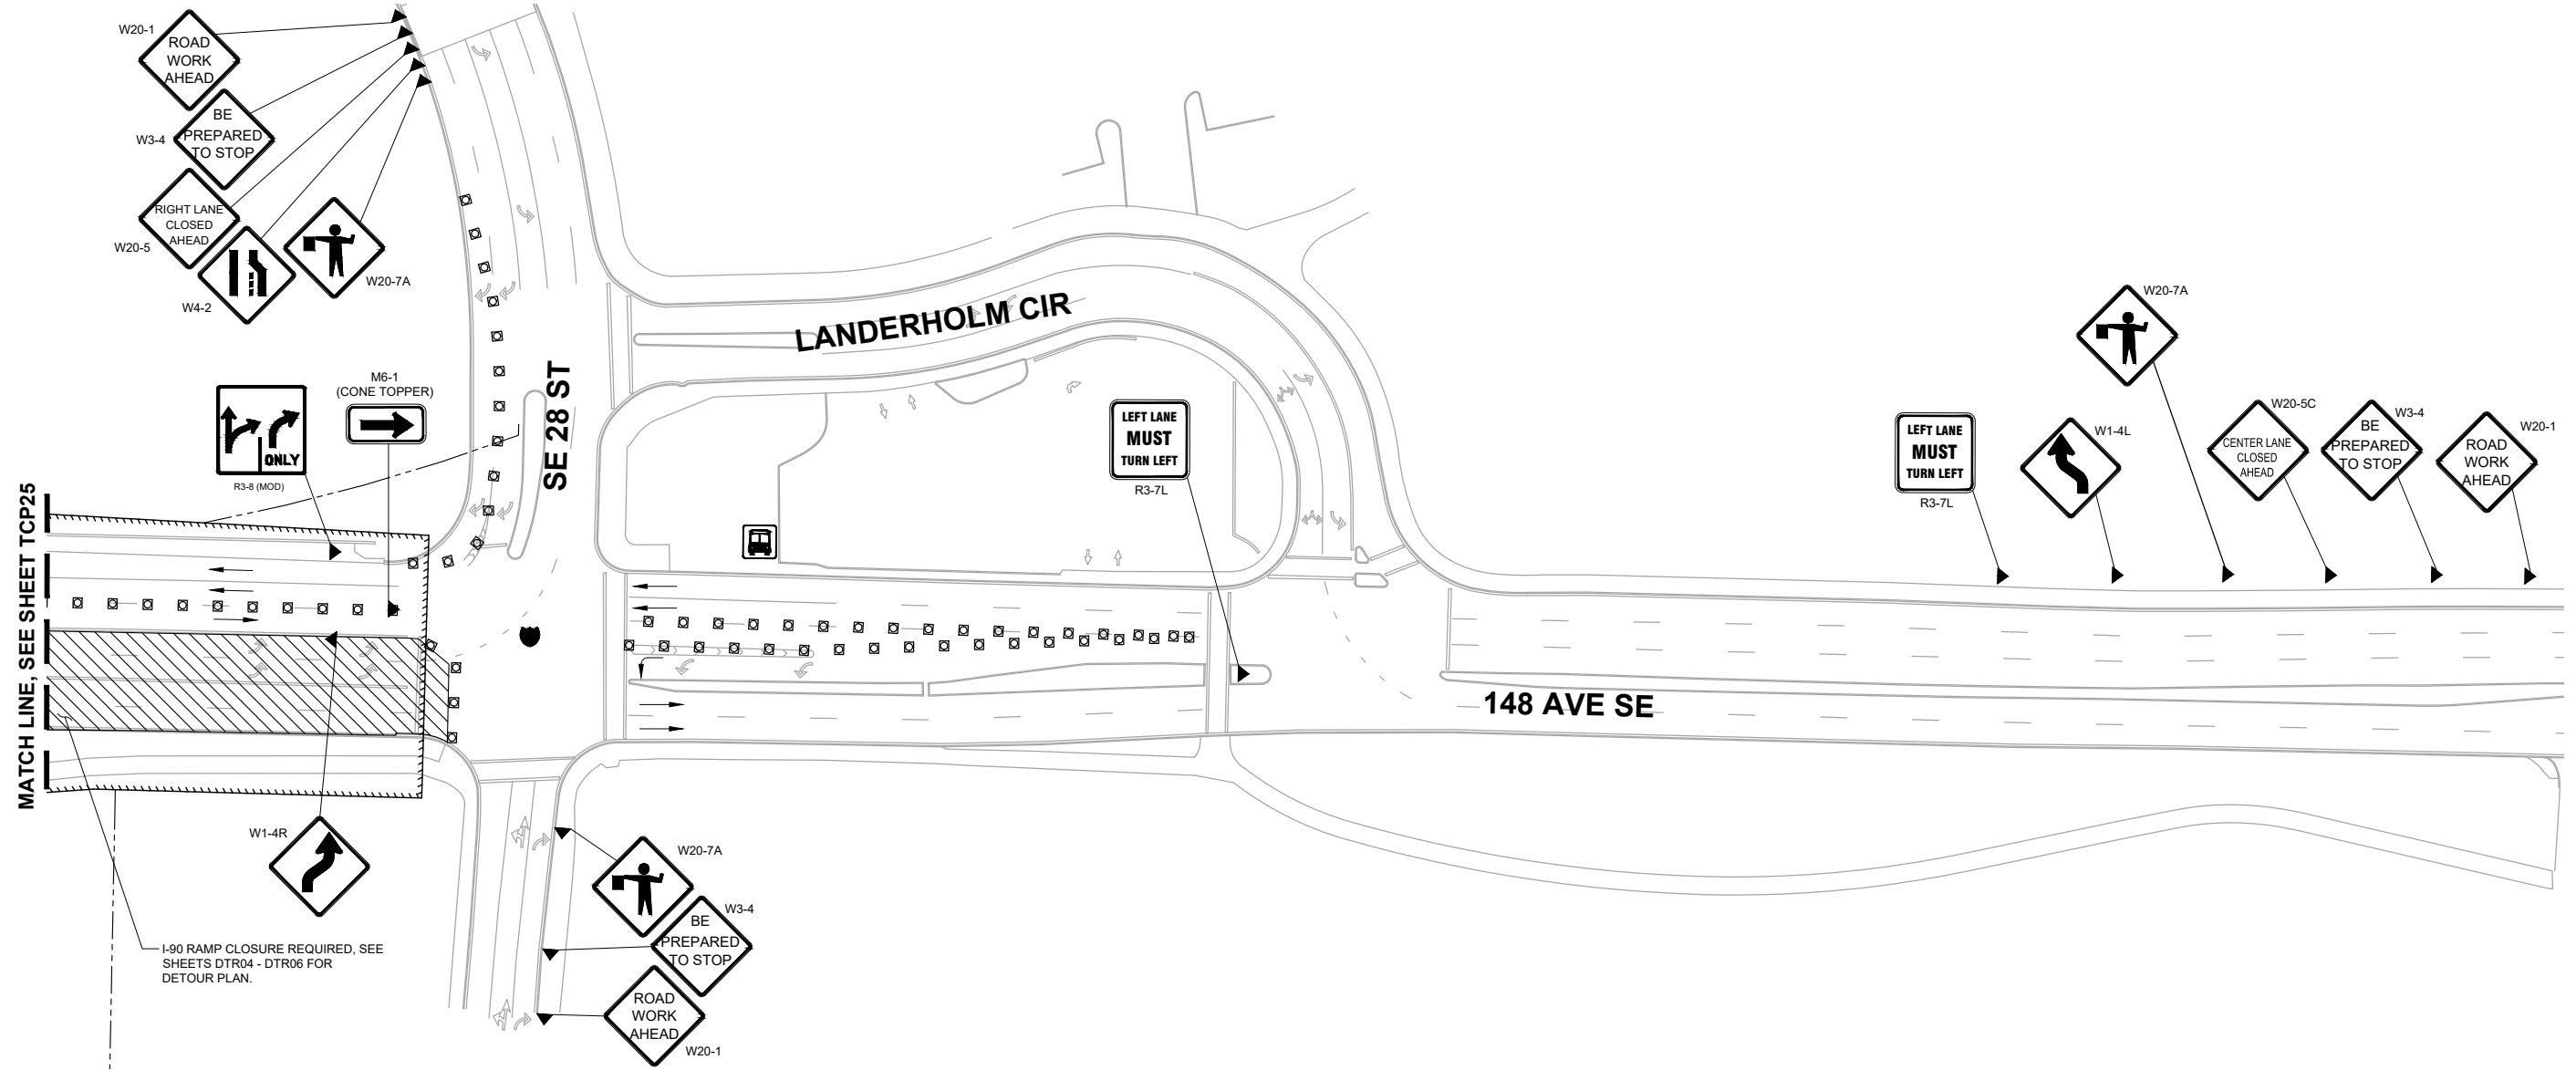 W20-1
ROAD
WORK
AHEAD
W3-4
BE
PREPARED
TO STOP
W20-5
RIGHT LANE
CLOSED
AHEAD
W4-2
W20-7A
ONLY
R3-8 (MOD)
M6-1
(CONE TOPPER)
SE 28 ST
LANDERHOLM CIR
LEFT LANE
MUST
TURN LEFT
R3-7L
LEFT LANE
MUST
TURN LEFT
R3-7L
W1-4L
W20-7A
W20-5C
CENTER LANE
CLOSED
AHEAD
W3-4
BE
PREPARED
TO STOP
W20-1
ROAD
WORK
AHEAD
MATCH LINE, SEE SHEET TCP25
148 AVE SE
W1-4R
I-90 RAMP CLOSURE REQUIRED, SEE
SHEETS DTR04 - DTR06 FOR
DETOUR PLAN.
W20-7A
W3-4
BE
PREPARED
TO STOP
ROAD
WORK
AHEAD
W20-1